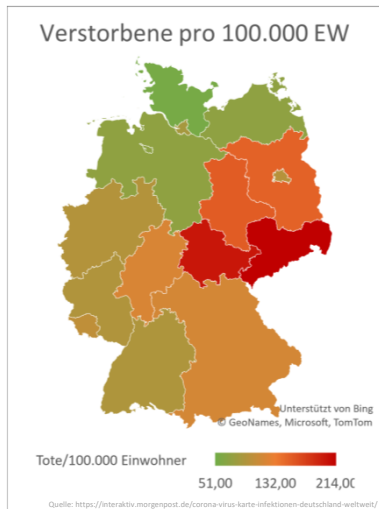 Verstorbene pro 100.000 EW
Unterstützt von Bing
© GeoNames, Microsoft, TomTom
Tote/100.000 Einwohner
51,00 132,00 214,00
Quelle: https://interaktiv.morgenpost.de/corona-virus-karte-infektionen-deutschland-weltweit/